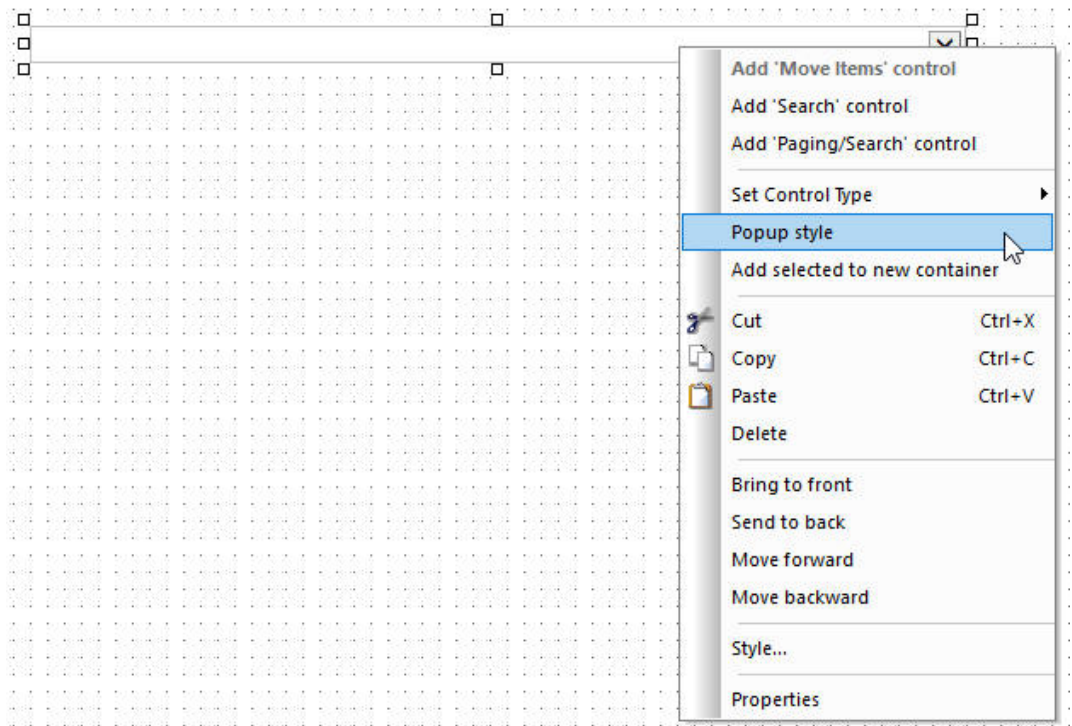 Add 'Move Items' control
Add 'Search' control
Add 'Paging/Search' control
Set Control Type
Popup style
Add selected to new container
Cut Ctrl+X
Copy Ctrl+C
Paste Ctrl+V
Delete
Bring to front
Send to back
Move forward
Move backward
Style...
Properties